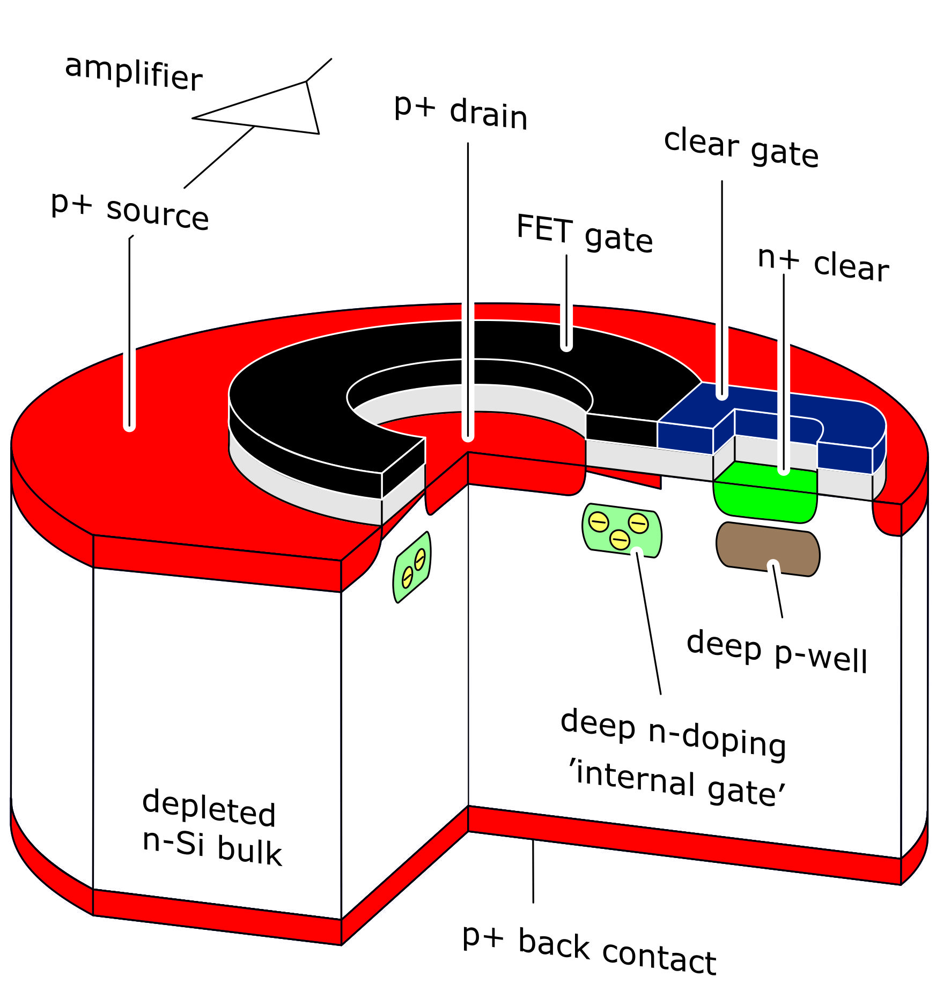 amplifier
p+ drain
clear gate
p+ source
FET gate
n+ clear
deep p-well
deep n-doping
'internal gate'
depleted
n-Si bulk
p+ back contact